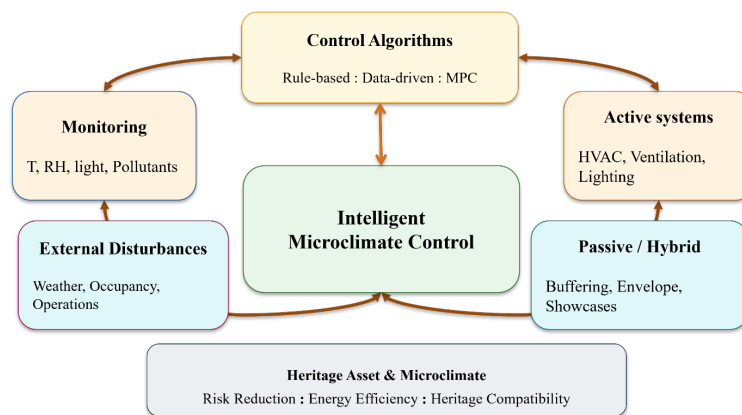 Control Algorithms
Rule-based : Data-driven : MPC
Monitoring
T, RH, light, Pollutants
Active systems
HVAC, Ventilation,
Lighting
Intelligent
Microclimate Control
External Disturbances
Weather, Occupancy,
Operations
Passive / Hybrid
Buffering, Envelope,
Showcases
Heritage Asset & Microclimate
Risk Reduction : Energy Efficiency : Heritage Compatibility